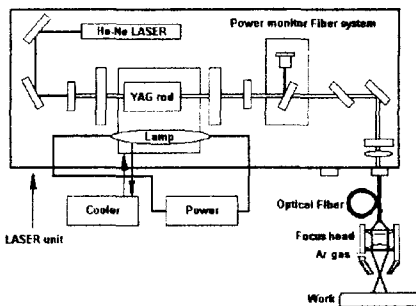 Power monitor Fiber system
He-Ne LASER
YAG rod
Lamp
Cooler
Power
LASER unit
Optical Fiber
Focus head
Ar gas
Work